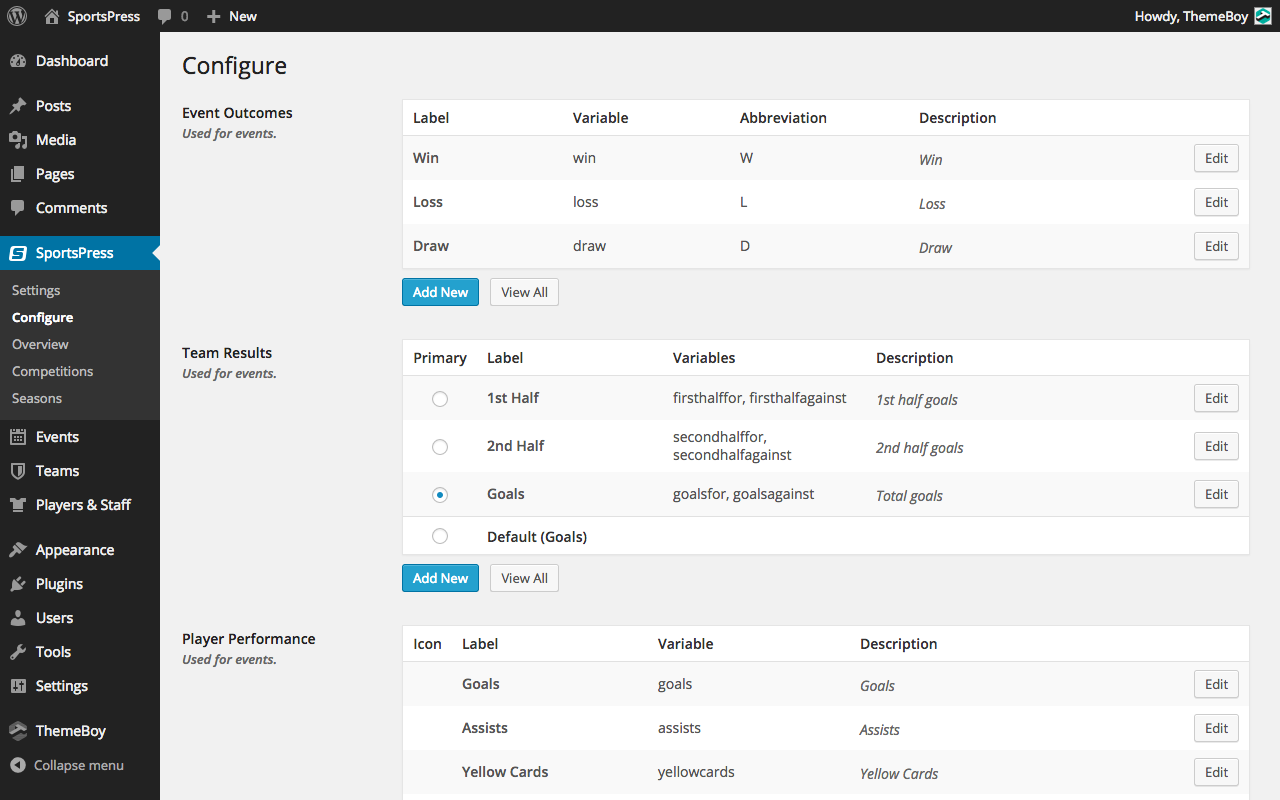 SportsPress 0 New Howdy, ThemeBoy
Dashboard
Posts
Media
Pages
Comments
SportsPress
Settings
Configure
Overview
Competitions
Seasons
Events
Teams
Players & Staff
Appearance
Plugins
Users
Tools
Settings
ThemeBoy
Collapse menu
Configure
Event Outcomes
Used for events.
Label Variable Abbreviation Description
Win win W Win Edit
Loss loss L Loss Edit
Draw draw D Draw Edit
Add New View All
Team Results
Used for events.
Primary Label Variables Description
1st Half firsthalffor, firsthalfagainst 1st half goals Edit
2nd Half secondhalffor, 2nd half goals Edit
secondhalfagainst
Goals goalsfor, goalsagainst Total goals Edit
Default (Goals)
Add New View All
Player Performance
Used for events.
Icon Label Variable Description
Goals goals Goals Edit
Assists assists Assists Edit
Yellow Cards yellowcards Yellow Cards Edit